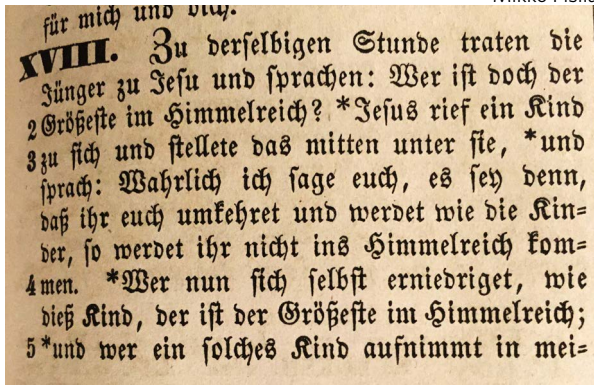 für mich und dich.
XVIII. Zu derselbigen Stunde traten die
Jünger zu Jesu und sprachen: Wer ist doch der
2 Größeste im Himmelreich? *Jesus rief ein Kind
3 zu sich und stellete das mitten unter sie, *und
sprach: Wahrlich ich sage euch, es sey denn,
daß ihr euch umkehret und werdet wie die Kin=
der, so werdet ihr nicht ins Himmelreich kom=
4 men. *Wer nun sich selbst erniedriget, wie
dieß Kind, der ist der Größeste im Himmelreich;
5 *und wer ein solches Kind aufnimmt in mei=